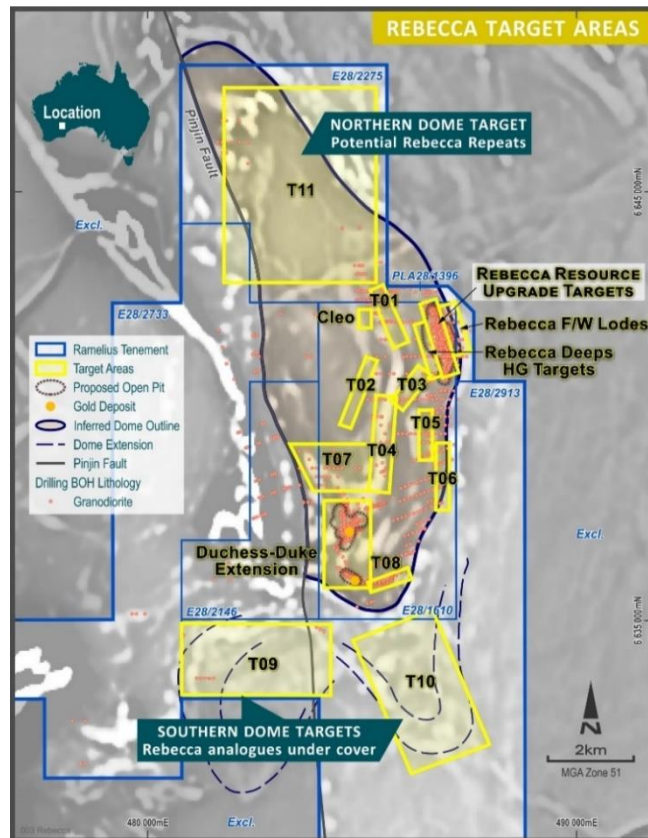 REBECCA TARGET AREAS
E28/2275
Location
Pinjin Fault
NORTHERN DOME TARGET
Potential Rebecca Repeats
T11
6 645 000mN
Excl.
PLA28/1396
REBECCA RESOURCE
UPGRADE TARGETS
T01
Cleo
E28/2733
Rebecca F/W Lodes
Rebecca Deeps
HG Targets
Ramelius Tenement
Target Areas
Proposed Open Pit
Gold Deposit
Inferred Dome Outline
Dome Extension
Pinjin Fault
Drilling BOH Lithology
Granodiorite
T02
T03
E28/2913
T05
T04
T07
T06
Excl.
Duchess-Duke
Extension
T08
E28/2146
E28/1610
6 635 000mN
T09
T10
SOUTHERN DOME TARGETS
Rebecca analogues under cover
N
2km
MGA Zone 51
480 000mE
Excl.
490 000mE
003 Rebecca